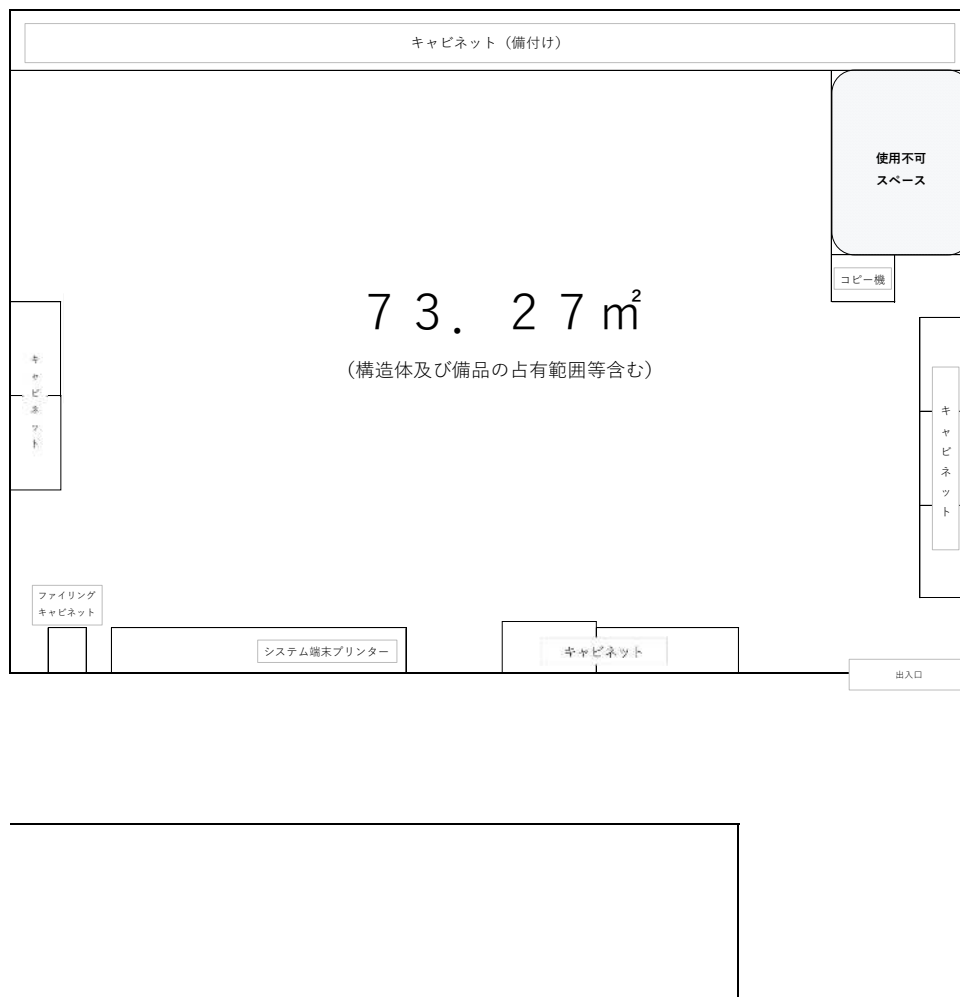 キャビネット（備付け）
使用不可
スペース
コピー機
７３．２７㎡
（構造体及び備品の占有範囲等含む）
キャビネット
キャビネット
ファイリング
キャビネット
システム端末プリンター
キャビネット
出入口